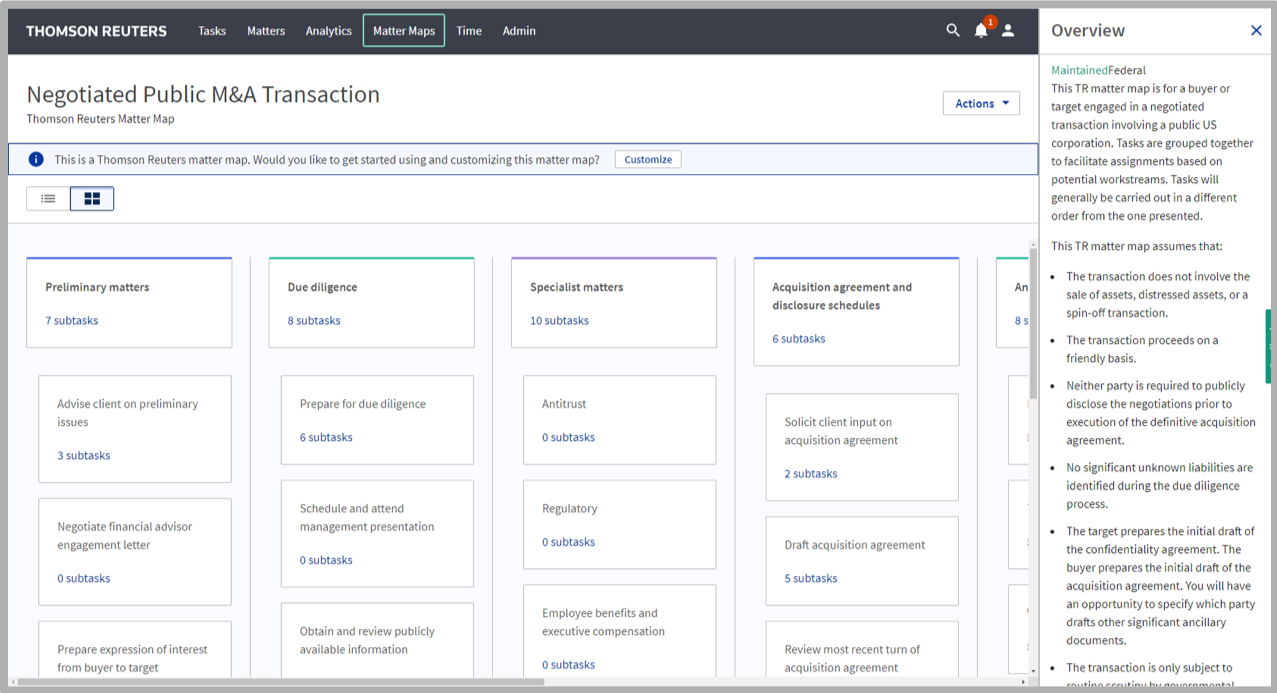 THOMSON REUTERS Tasks Matters Analytics Matter Maps Time Admin 1
Negotiated Public M&A Transaction
Thomson Reuters Matter Map
Actions
This is a Thomson Reuters matter map. Would you like to get started using and customizing this matter map? Customize
Preliminary matters
7 subtasks
Advise client on preliminary
issues
3 subtasks
Negotiate financial advisor
engagement letter
0 subtasks
Prepare expression of interest
from buyer to target
Due diligence
8 subtasks
Prepare for due diligence
6 subtasks
Schedule and attend
management presentation
0 subtasks
Obtain and review publicly
available information
Specialist matters
10 subtasks
Antitrust
0 subtasks
Regulatory
0 subtasks
Employee benefits and
executive compensation
0 subtasks
Acquisition agreement and
disclosure schedules
6 subtasks
Solicit client input on
acquisition agreement
2 subtasks
Draft acquisition agreement
5 subtasks
Review most recent turn of
acquisition agreement
An
8 s
Overview
MaintainedFederal
This TR matter map is for a buyer or
target engaged in a negotiated
transaction involving a public US
corporation. Tasks are grouped together
to facilitate assignments based on
potential workstreams. Tasks will
generally be carried out in a different
order from the one presented.
This TR matter map assumes that:
• The transaction does not involve the
sale of assets, distressed assets, or a
spin-off transaction.
• The transaction proceeds on a
friendly basis.
• Neither party is required to publicly
disclose the negotiations prior to
execution of the definitive acquisition
agreement.
• No significant unknown liabilities are
identified during the due diligence
process.
• The target prepares the initial draft of
the confidentiality agreement. The
buyer prepares the initial draft of the
acquisition agreement. You will have
an opportunity to specify which party
drafts other significant ancillary
documents.
• The transaction is only subject to
routine scrutiny by governmental